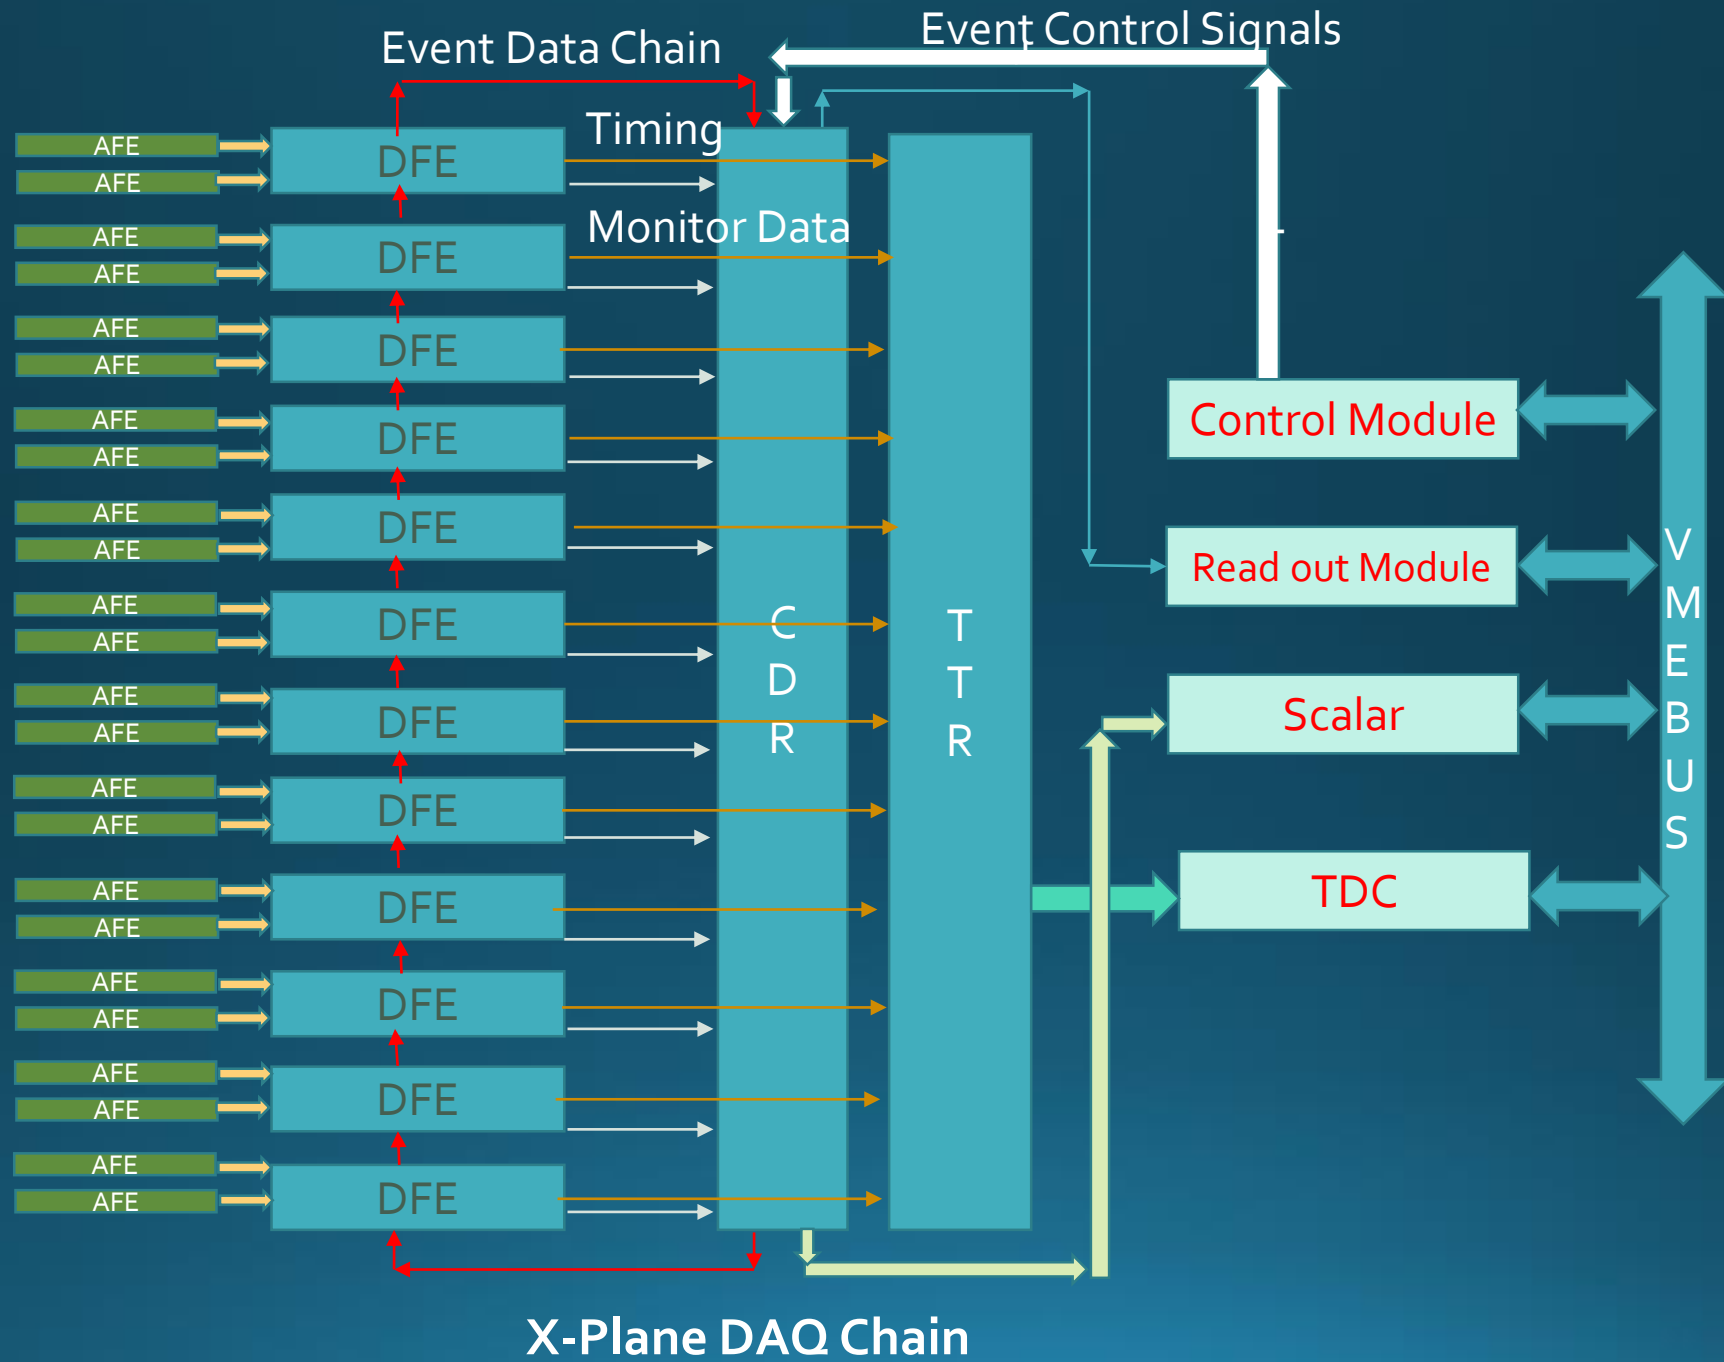 Event Control Signals
Event Data Chain
Timing
AFE
DFE
AFE
Monitor Data
AFE
DFE
AFE
AFE
DFE
AFE
AFE
DFE
Control Module
AFE
AFE
DFE
AFE
Read out Module
AFE
DFE
AFE
AFE
DFE
AFE
Scalar
AFE
DFE
AFE
AFE
DFE
AFE
TDC
AFE
DFE
AFE
AFE
DFE
AFE
AFE
DFE
AFE
C
D
R
T
T
R
V
M
E
B
U
S
X-Plane DAQ Chain